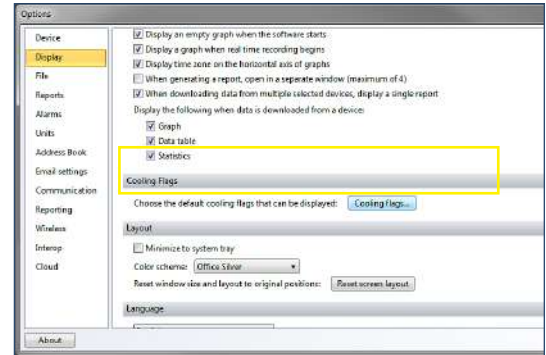 Options
Device
Display
File
Reports
Alarms
Units
Address Book
Email settings
Communication
Reporting
Wireless
Interop
Cloud
About
Display an empty graph when the software starts
Display a graph when real time recording begins
Display time zone on the horizontal axis of graphs
When generating a report, open in a separate window (maximum of 4)
When downloading data from multiple selected devices, display a single report
Display the following when data is downloaded from a device:
Graph
Data table
Statistics
Cooling Flags
Choose the default cooling flags that can be displayed: Cooling Flags...
Layout
Minimize to system tray
Color scheme: Office Silver
Reset window size and layout to original positions: Reset screen layout
Language